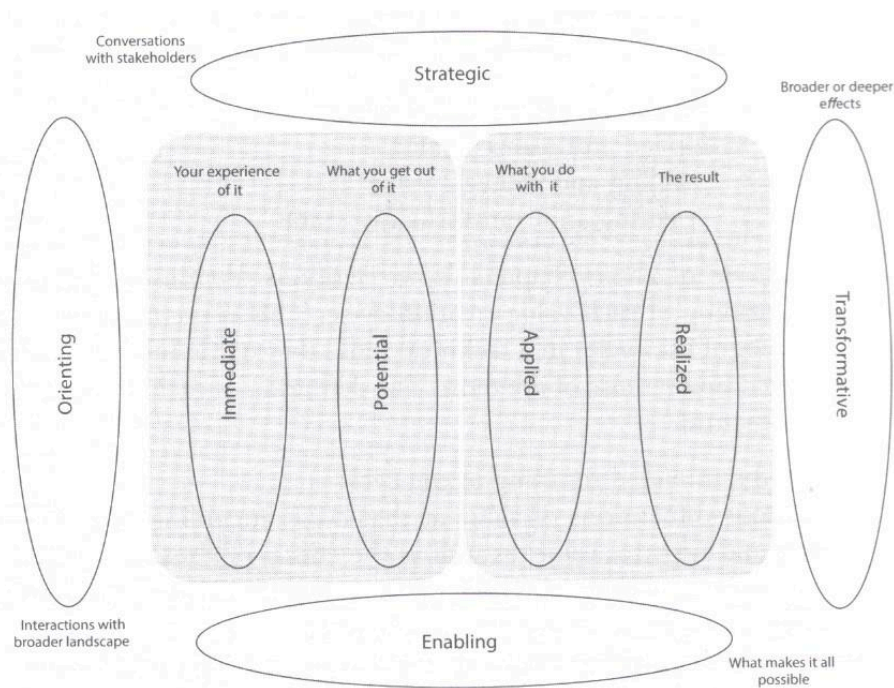 Conversations
with stakeholders
Strategic
Broader or deeper
effects
Your experience
of it
What you get out
of it
What you do
with it
The result
Orienting
Immediate
Potential
Applied
Realized
Transformative
Interactions with
broader landscape
Enabling
What makes it all
possible